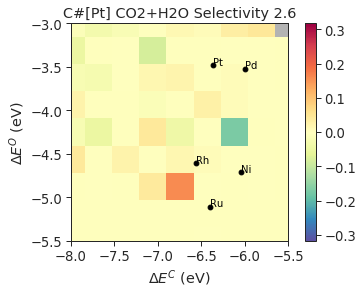 C#[Pt] CO2+H2O Selectivity 2.6
−3.0
−3.5
−4.0
−4.5
−5.0
−5.5
ΔE^O (eV)
Pt
Pd
Rh
Ni
Ru
−8.0 −7.5 −7.0 −6.5 −6.0 −5.5
ΔE^C (eV)
0.3
0.2
0.1
0.0
−0.1
−0.2
−0.3